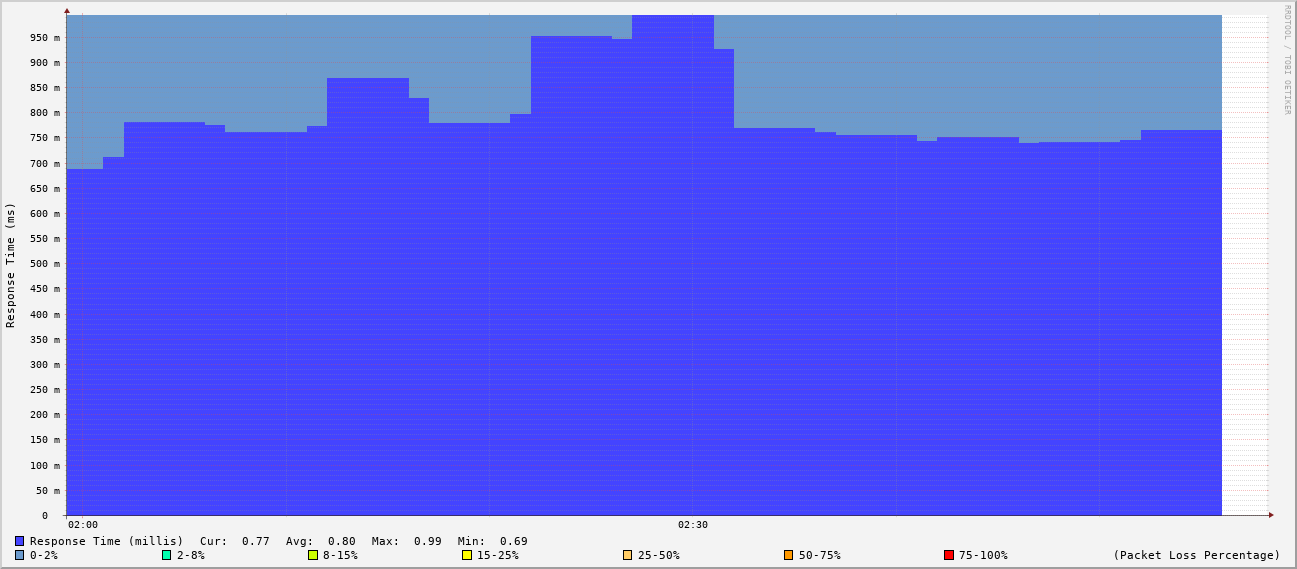 RRDTOOL / TOBI OETIKER
Response Time (ms)
950 m
900 m
850 m
800 m
750 m
700 m
650 m
600 m
550 m
500 m
450 m
400 m
350 m
300 m
250 m
200 m
150 m
100 m
50 m
0
02:00 02:30
Response Time (millis) Cur: 0.77 Avg: 0.80 Max: 0.99 Min: 0.69
0-2% 2-8% 8-15% 15-25% 25-50% 50-75% 75-100% (Packet Loss Percentage)